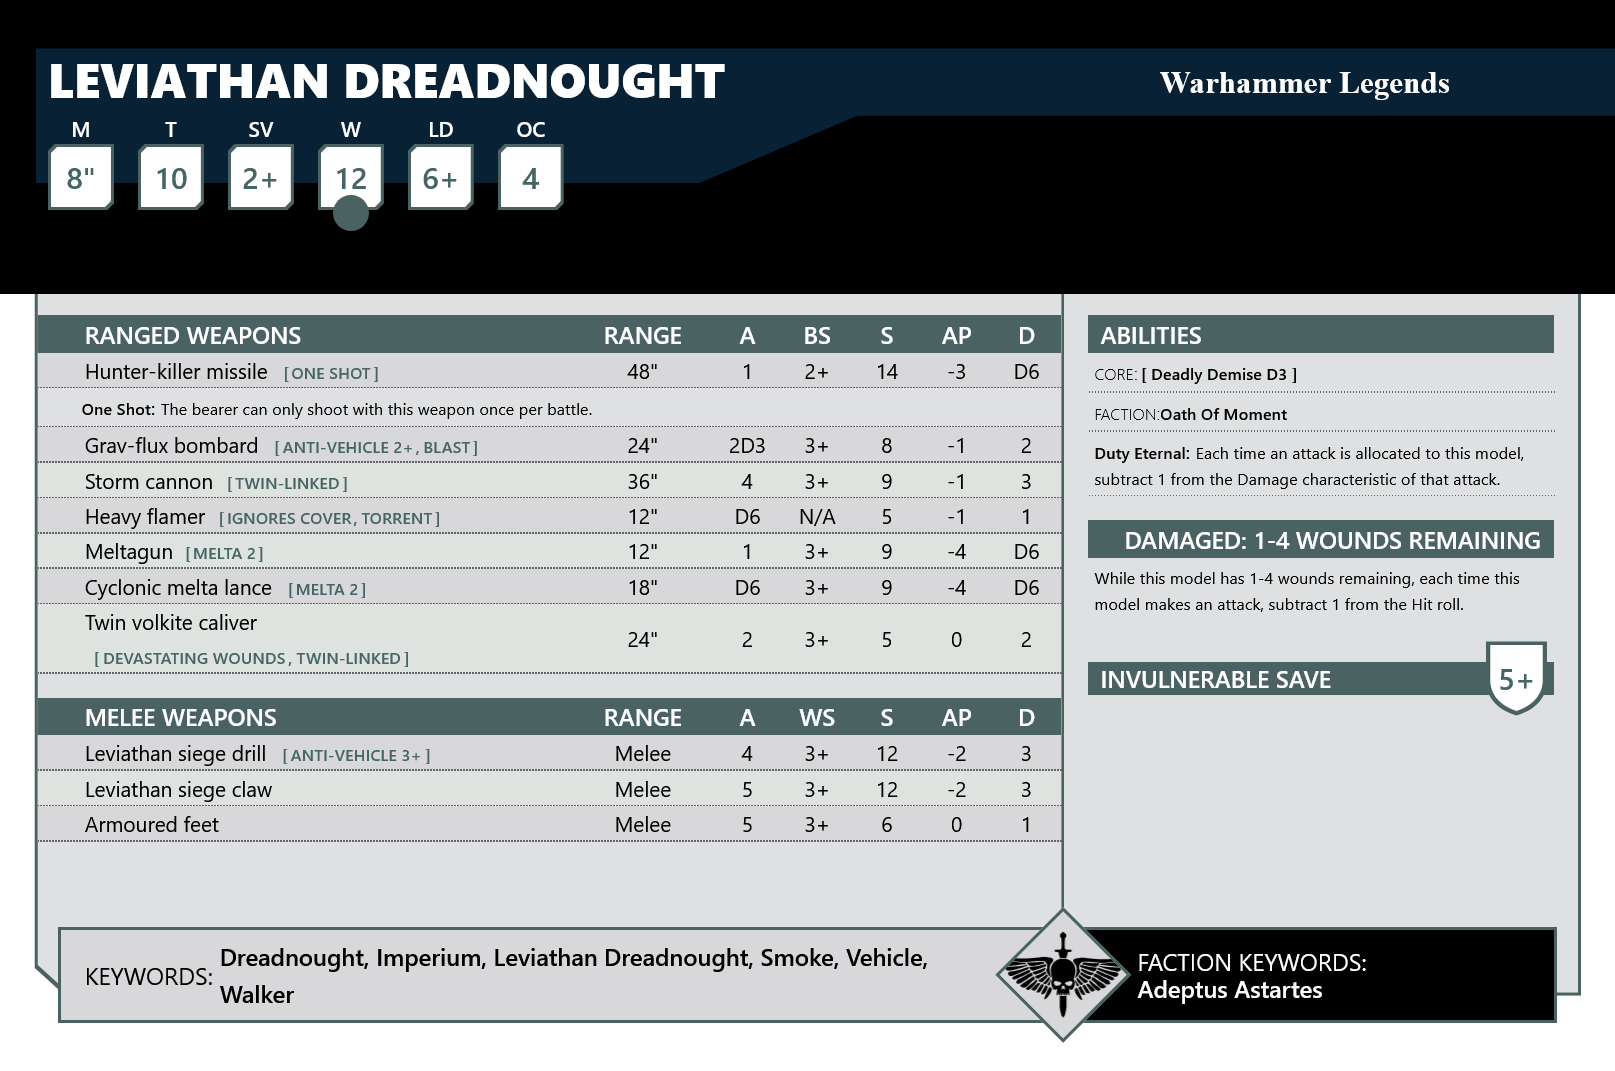 LEVIATHAN DREADNOUGHT
Warhammer Legends
M T SV W LD OC
8" 10 2+ 12 6+ 4
RANGED WEAPONS RANGE A BS S AP D
Hunter-killer missile [ONE SHOT] 48" 1 2+ 14 -3 D6
One Shot: The bearer can only shoot with this weapon once per battle.
Grav-flux bombard [ANTI-VEHICLE 2+, BLAST] 24" 2D3 3+ 8 -1 2
Storm cannon [TWIN-LINKED] 36" 4 3+ 9 -1 3
Heavy flamer [IGNORES COVER, TORRENT] 12" D6 N/A 5 -1 1
Meltagun [MELTA 2] 12" 1 3+ 9 -4 D6
Cyclonic melta lance [MELTA 2] 18" D6 3+ 9 -4 D6
Twin volkite caliver
24" 2 3+ 5 0 2
[DEVASTATING WOUNDS, TWIN-LINKED]
MELEE WEAPONS RANGE A WS S AP D
Leviathan siege drill [ANTI-VEHICLE 3+] Melee 4 3+ 12 -2 3
Leviathan siege claw Melee 5 3+ 12 -2 3
Armoured feet Melee 5 3+ 6 0 1
ABILITIES
CORE: [ Deadly Demise D3 ]
FACTION:Oath Of Moment
Duty Eternal: Each time an attack is allocated to this model,
subtract 1 from the Damage characteristic of that attack.
DAMAGED: 1-4 WOUNDS REMAINING
While this model has 1-4 wounds remaining, each time this
model makes an attack, subtract 1 from the Hit roll.
INVULNERABLE SAVE 5+
KEYWORDS: Dreadnought, Imperium, Leviathan Dreadnought, Smoke, Vehicle,
Walker
FACTION KEYWORDS:
Adeptus Astartes